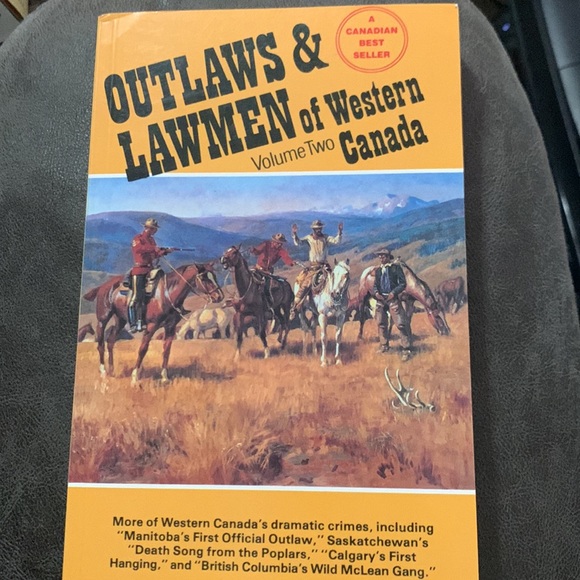 A
CANADIAN
BEST
SELLER
OUTLAWS &
LAWMEN of Western
Volume Two Canada
More of Western Canada's dramatic crimes, including
"Manitoba's First Official Outlaw," Saskatchewan's
"Death Song from the Poplars," "Calgary's First
Hanging," and "British Columbia's Wild McLean Gang."